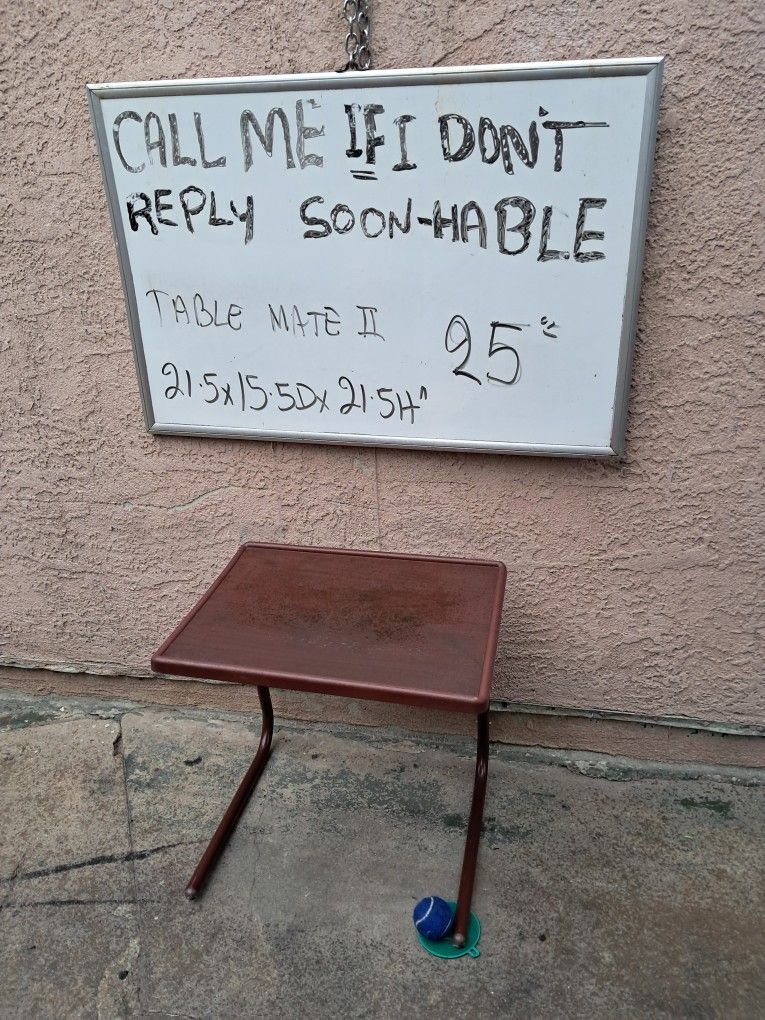 CALL ME IF I DON'T
REPLY SOON-HABLE
TABLE MATE II 25"
21.5x15.5Dx21.5H"